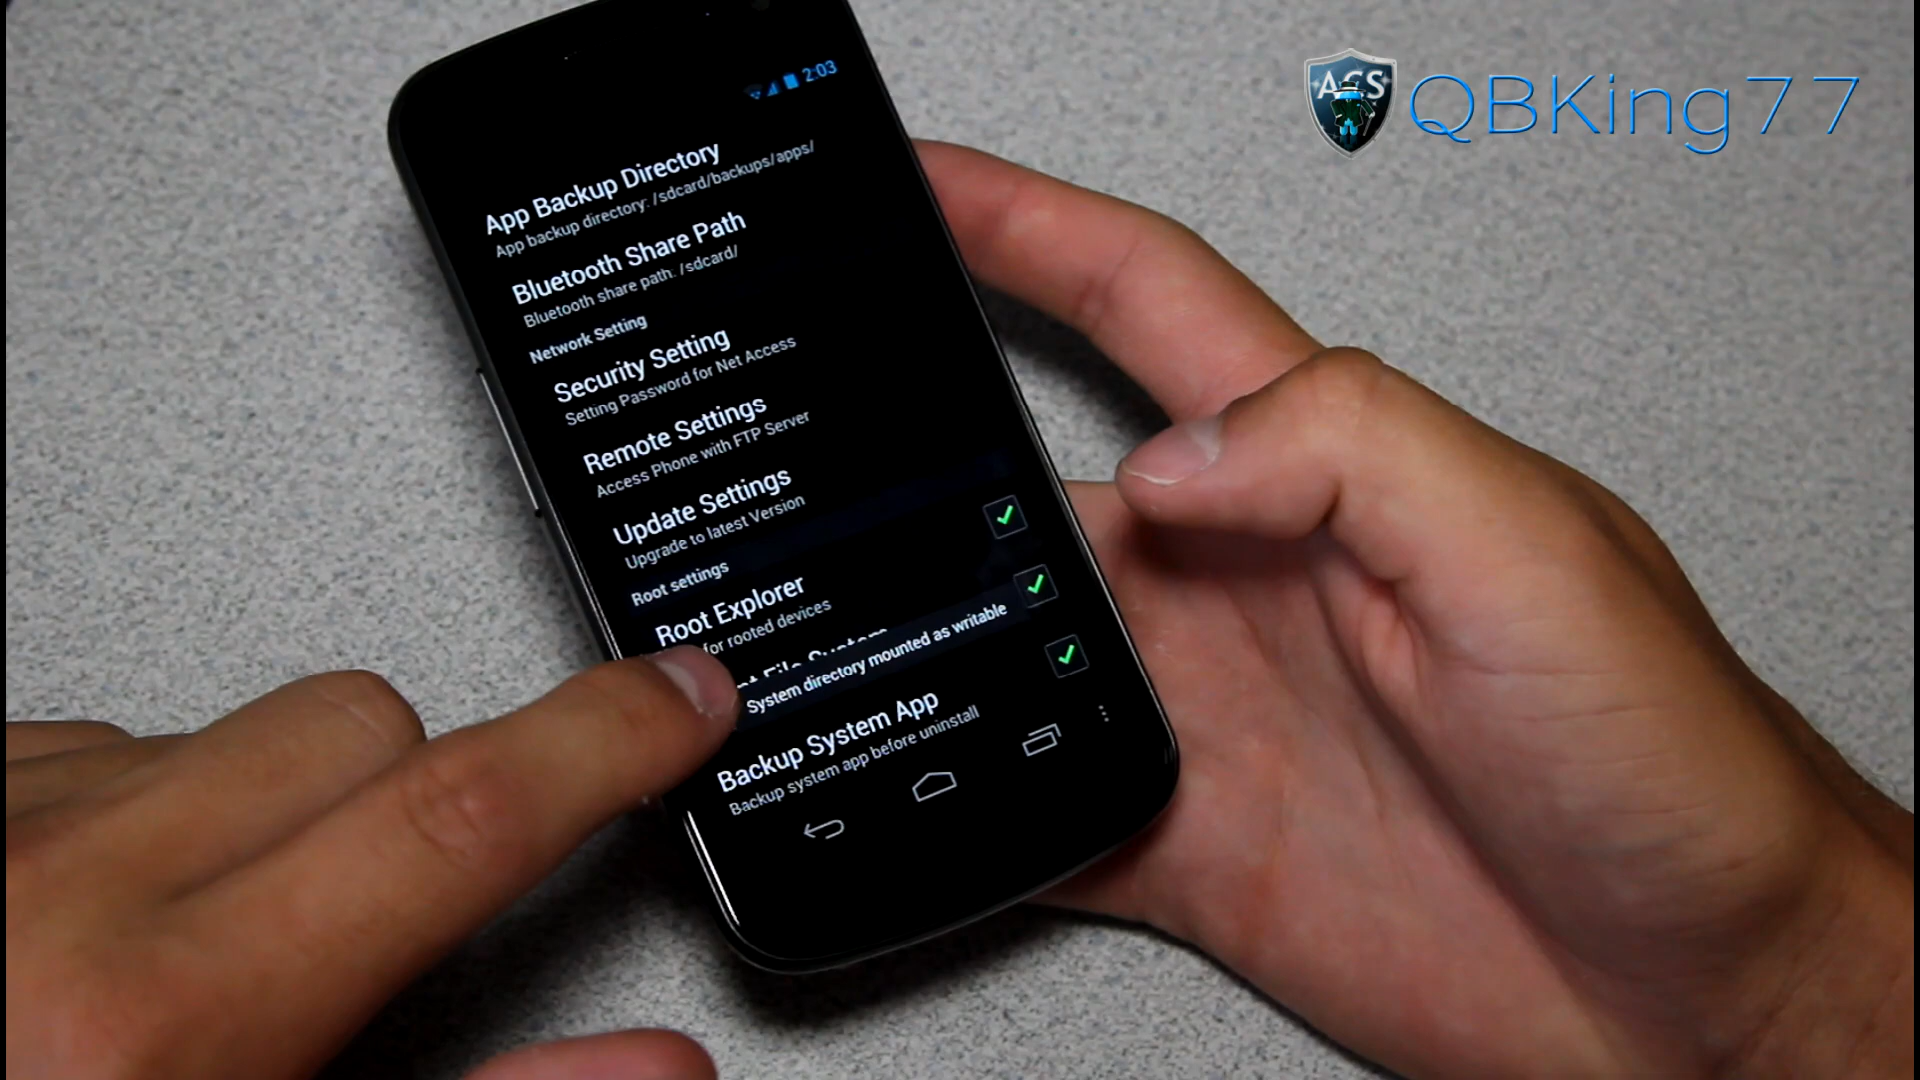 2:03
ACS QBKing77
App Backup Directory
App backup directory: /sdcard/backups/apps/
Bluetooth Share Path
Bluetooth share path: /sdcard/
Network Setting
Security Setting
Setting Password for Net Access
Remote Settings
Access Phone with FTP Server
Update Settings
Upgrade to latest Version
Root settings
Root Explorer
for rooted devices
File System
System directory mounted as writable
Backup System App
Backup system app before uninstall